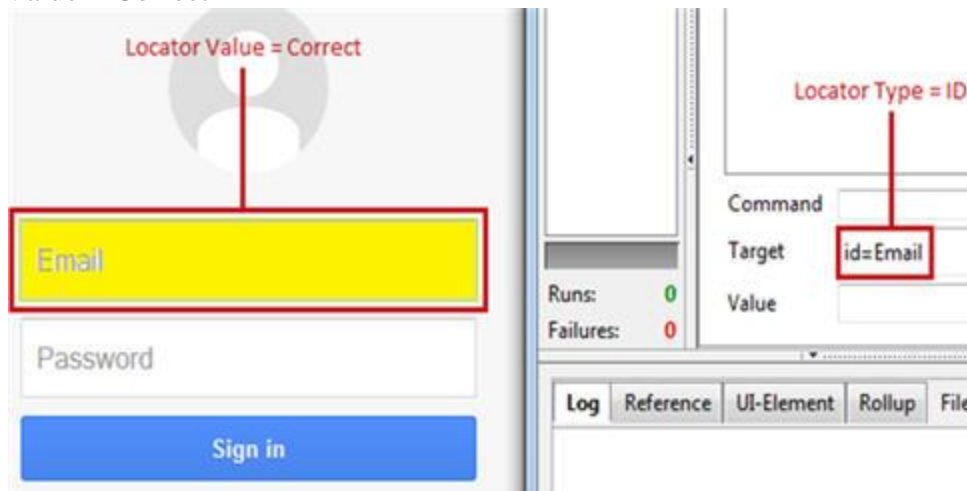 Locator Value = Correct
Email
Password
Sign in
Locator Type = ID
Command
Target id=Email
Value
Runs: 0
Failures: 0
Log Reference UI-Element Rollup File